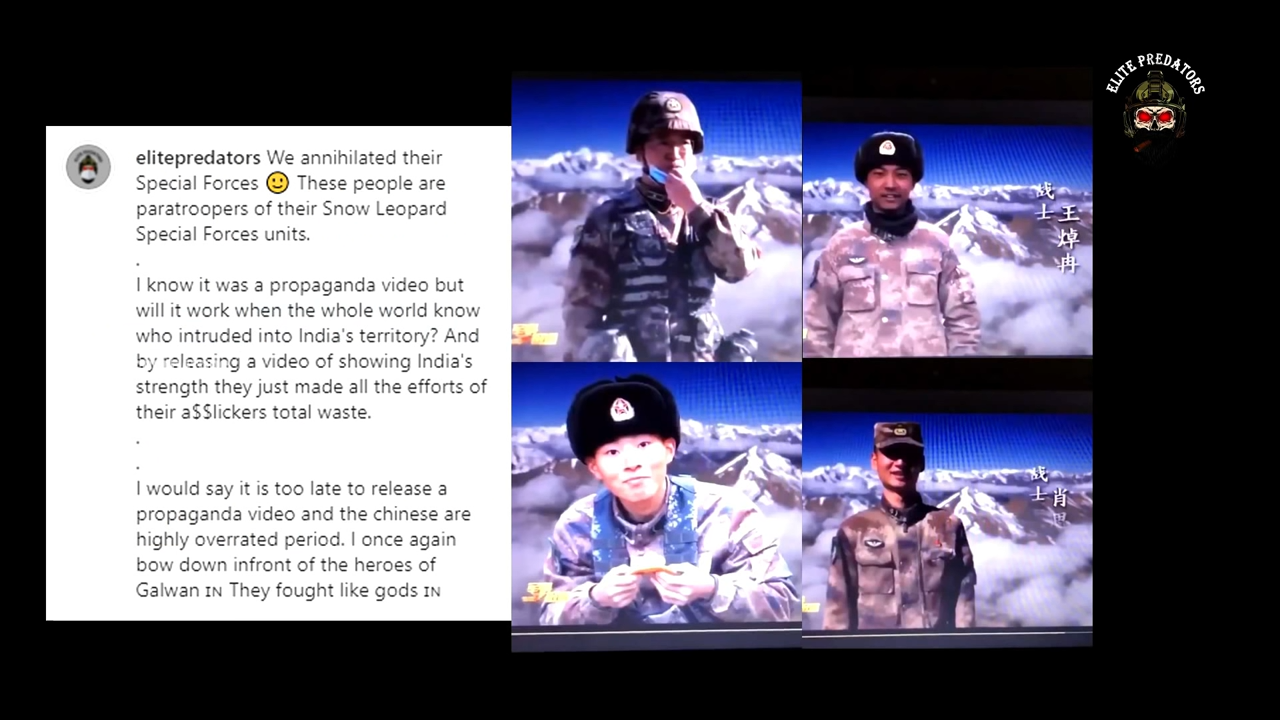 ELITE PREDATORS
elitepredators We annihilated their
Special Forces 🙂 These people are
paratroopers of their Snow Leopard
Special Forces units.
.
I know it was a propaganda video but
will it work when the whole world know
who intruded into India's territory? And
by releasing a video of showing India's
strength they just made all the efforts of
their a$$lickers total waste.
.
.
I would say it is too late to release a
propaganda video and the chinese are
highly overrated period. I once again
bow down infront of the heroes of
Galwan IN They fought like gods IN
战士
王焯冉
战士
肖思